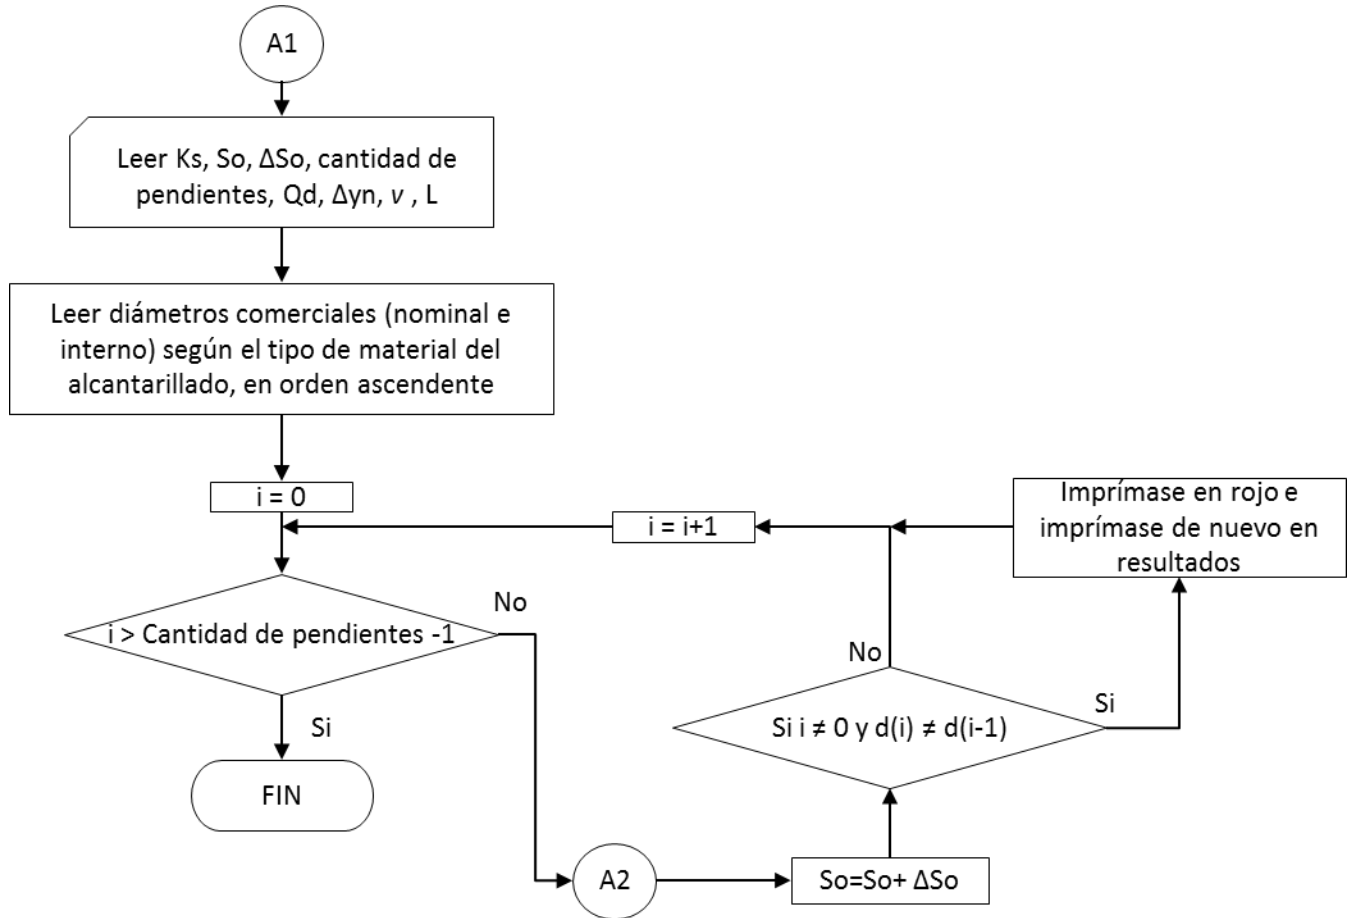 A1
Leer Ks, So, ΔSo, cantidad de
pendientes, Qd, Δyn, v , L
Leer diámetros comerciales (nominal e
interno) según el tipo de material del
alcantarillado, en orden ascendente
i = 0
i = i+1
Imprímase en rojo e
imprímase de nuevo en
resultados
i > Cantidad de pendientes -1
No
Si
FIN
No
Si i ≠ 0 y d(i) ≠ d(i-1)
Si
A2
So=So+ ΔSo